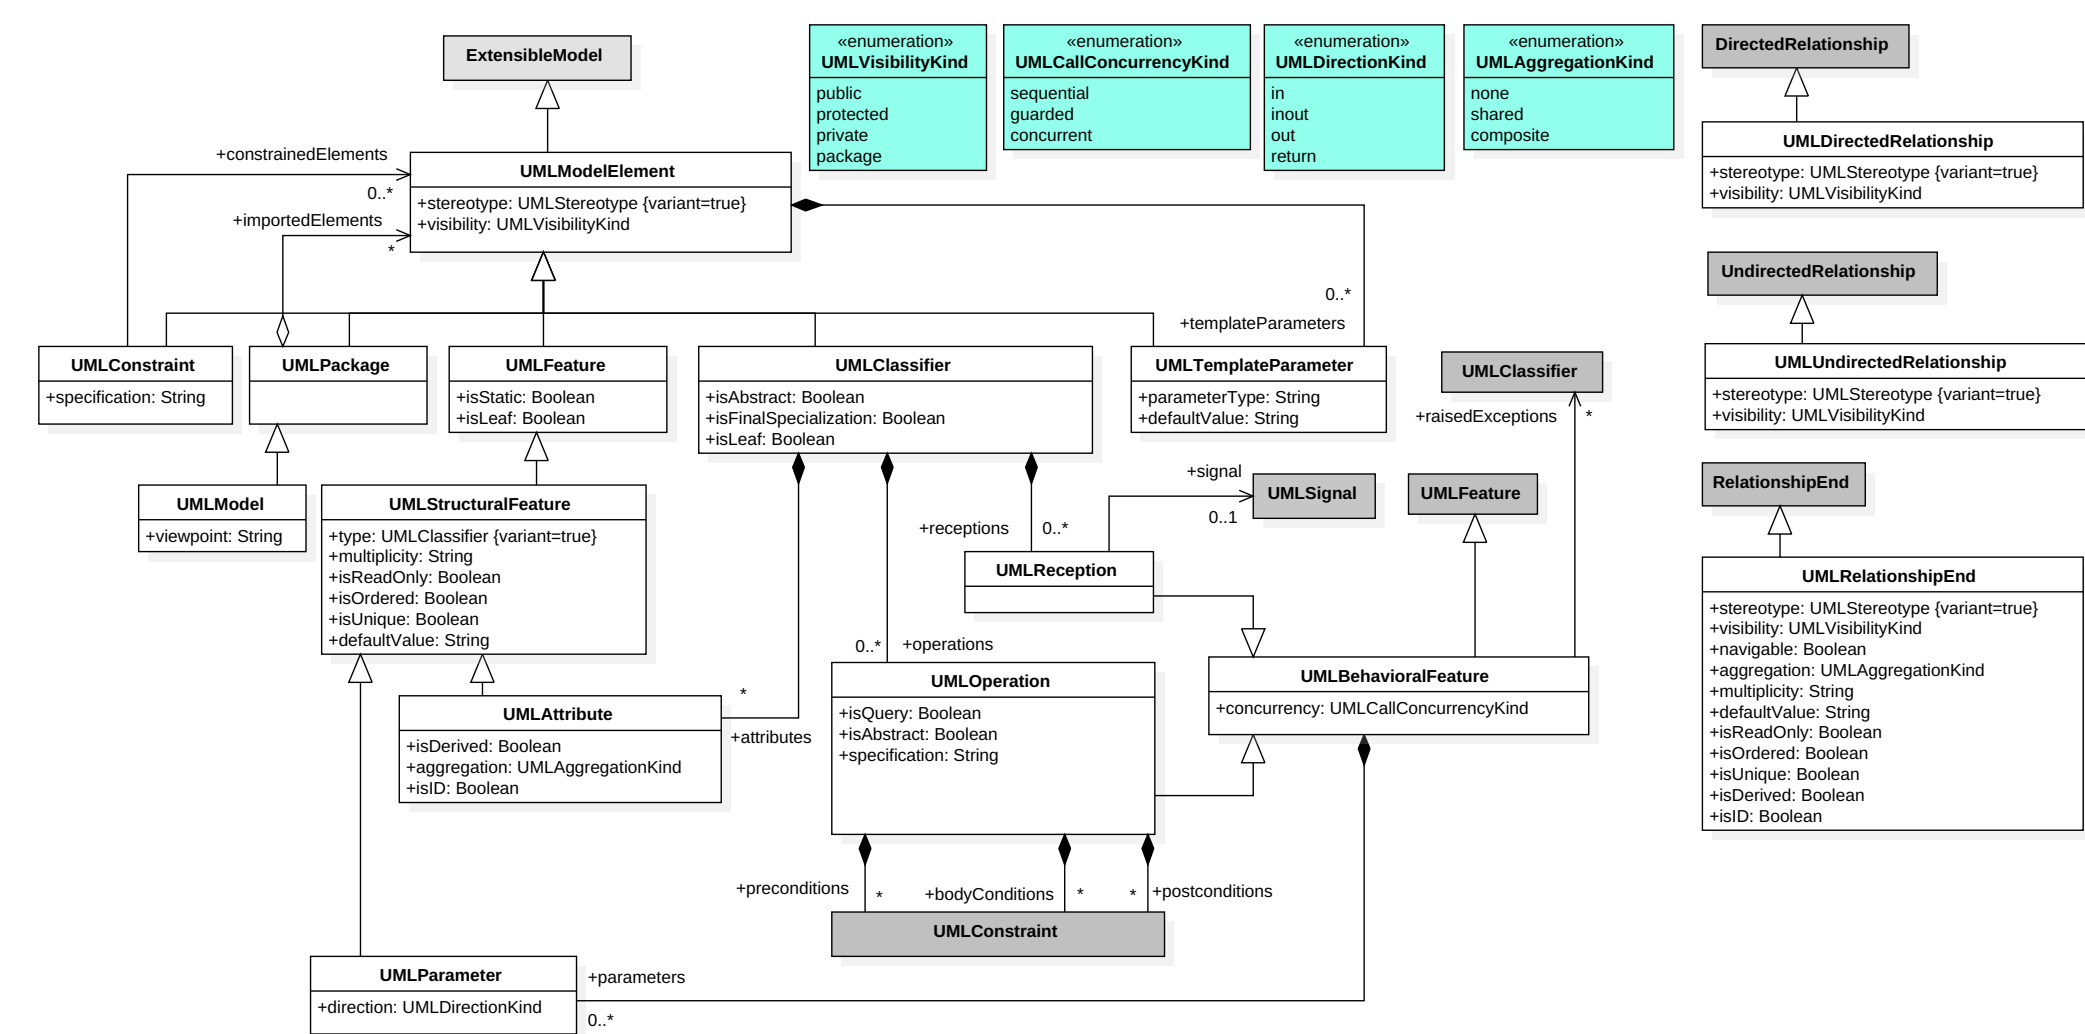 ExtensibleModel
«enumeration»
UMLVisibilityKind
public
protected
private
package
«enumeration»
UMLCallConcurrencyKind
sequential
guarded
concurrent
«enumeration»
UMLDirectionKind
in
inout
out
return
«enumeration»
UMLAggregationKind
none
shared
composite
DirectedRelationship
UMLDirectedRelationship
+stereotype: UMLStereotype {variant=true}
+visibility: UMLVisibilityKind
+constrainedElements
0..*
+importedElements
*
UMLModelElement
+stereotype: UMLStereotype {variant=true}
+visibility: UMLVisibilityKind
0..*
+templateParameters
UndirectedRelationship
UMLUndirectedRelationship
+stereotype: UMLStereotype {variant=true}
+visibility: UMLVisibilityKind
UMLConstraint
+specification: String
UMLPackage
UMLFeature
+isStatic: Boolean
+isLeaf: Boolean
UMLClassifier
+isAbstract: Boolean
+isFinalSpecialization: Boolean
+isLeaf: Boolean
UMLTemplateParameter
+parameterType: String
+defaultValue: String
UMLClassifier
+raisedExceptions
*
UMLModel
+viewpoint: String
UMLStructuralFeature
+type: UMLClassifier {variant=true}
+multiplicity: String
+isReadOnly: Boolean
+isOrdered: Boolean
+isUnique: Boolean
+defaultValue: String
+signal
0..1
UMLSignal
UMLFeature
RelationshipEnd
+receptions
0..*
UMLReception
UMLRelationshipEnd
+stereotype: UMLStereotype {variant=true}
+visibility: UMLVisibilityKind
+navigable: Boolean
+aggregation: UMLAggregationKind
+multiplicity: String
+defaultValue: String
+isReadOnly: Boolean
+isOrdered: Boolean
+isUnique: Boolean
+isDerived: Boolean
+isID: Boolean
0..*
+operations
UMLOperation
+isQuery: Boolean
+isAbstract: Boolean
+specification: String
UMLBehavioralFeature
+concurrency: UMLCallConcurrencyKind
UMLAttribute
+isDerived: Boolean
+aggregation: UMLAggregationKind
+isID: Boolean
*
+attributes
+preconditions
*
+bodyConditions
*
*
+postconditions
UMLConstraint
UMLParameter
+direction: UMLDirectionKind
+parameters
0..*